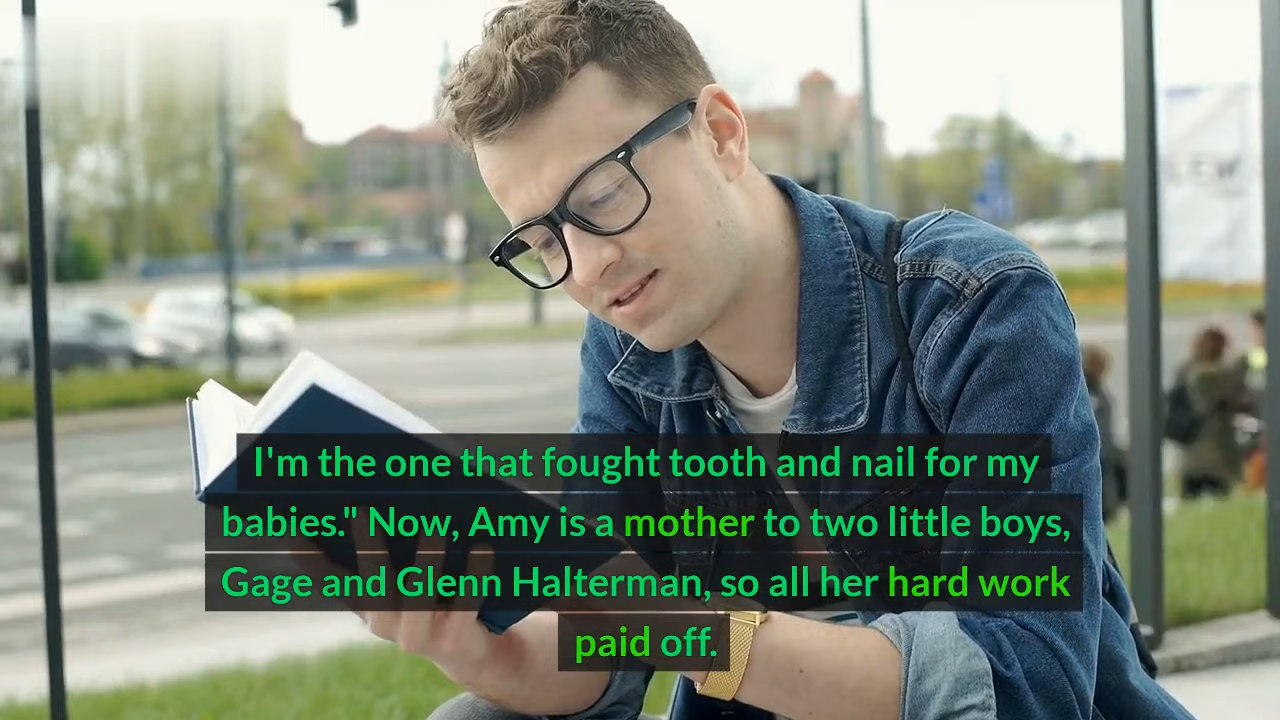 I'm the one that fought tooth and nail for my
babies." Now, Amy is a mother to two little boys,
Gage and Glenn Halterman, so all her hard work
paid off.